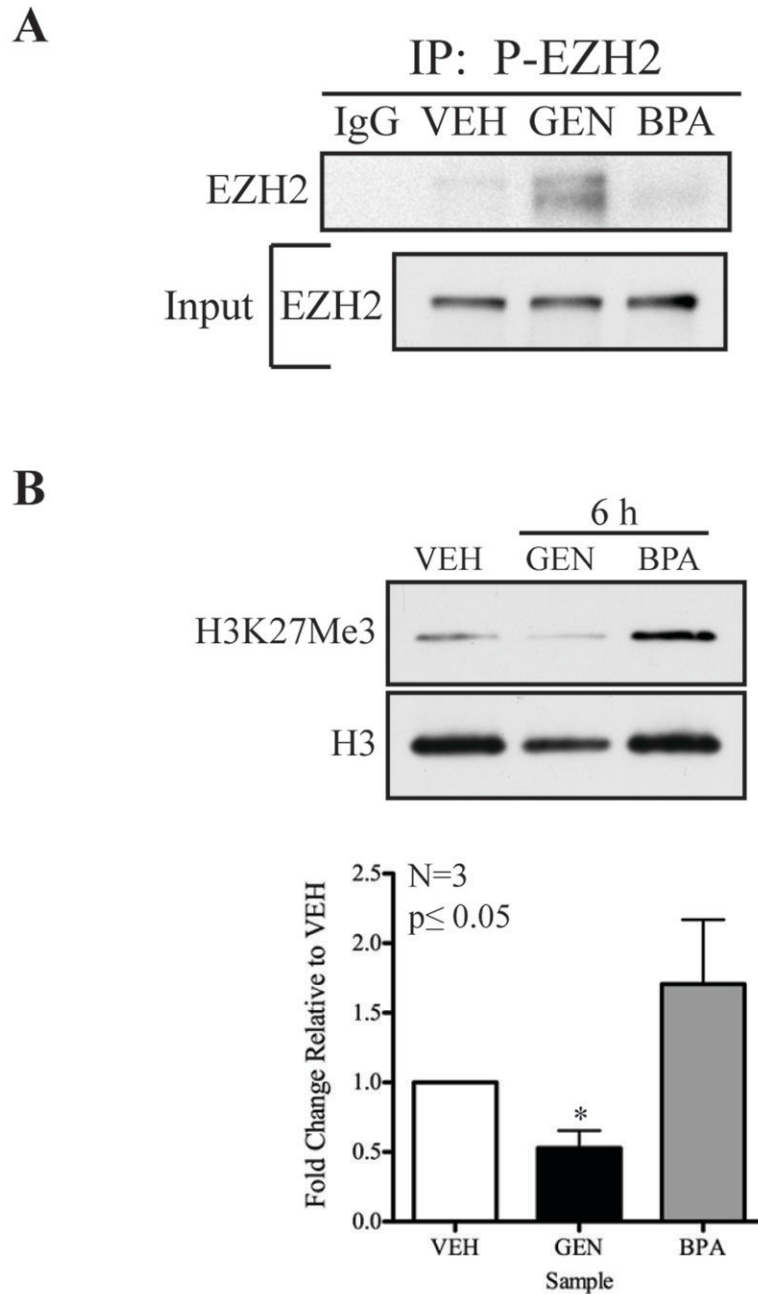 A
IP: P-EZH2
IgG VEH GEN BPA
EZH2
Input EZH2
B
6 h
VEH GEN BPA
H3K27Me3
H3
N=3
p≤ 0.05
Fold Change Relative to VEH
2.5
2.0
1.5
1.0
0.5
0.0
*
VEH GEN BPA
Sample